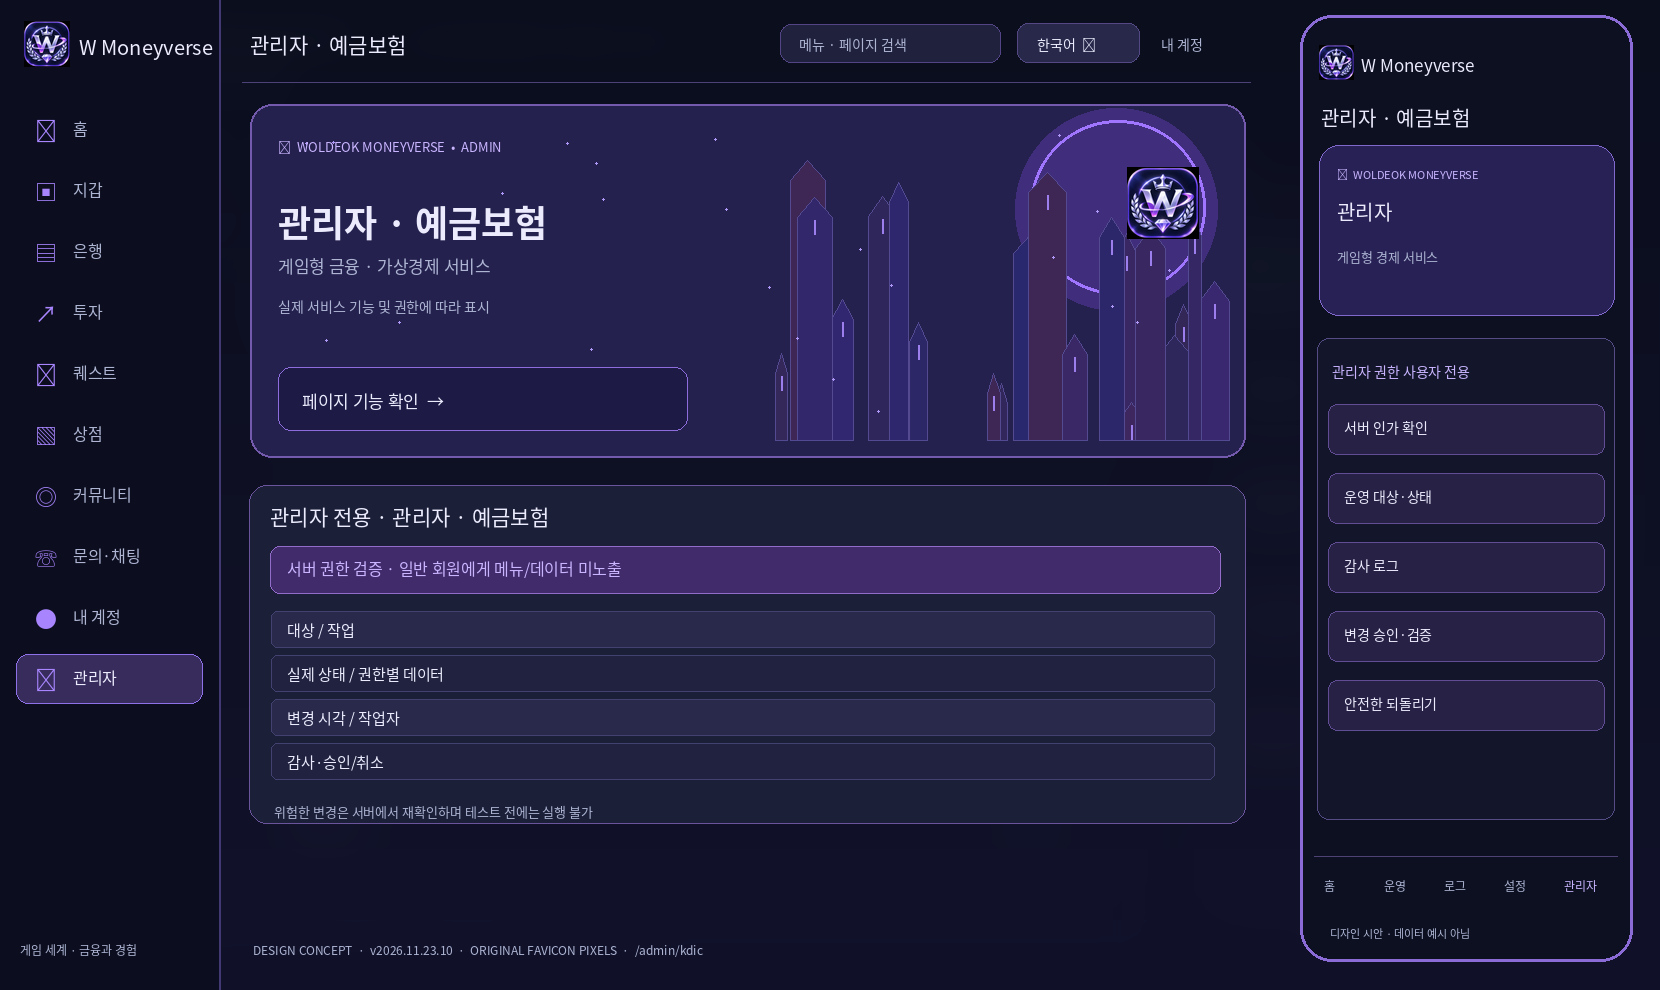 W Moneyverse
홈
지갑
은행
투자
퀘스트
상점
커뮤니티
문의·채팅
내 계정
관리자
게임 세계 · 금융과 경험
관리자 · 예금보험
메뉴 · 페이지 검색
한국어
내 계정
WOLDEOK MONEYVERSE • ADMIN
관리자 · 예금보험
게임형 금융 · 가상경제 서비스
실제 서비스 기능 및 권한에 따라 표시
페이지 기능 확인 →
관리자 전용 · 관리자 · 예금보험
서버 권한 검증 · 일반 회원에게 메뉴/데이터 미노출
대상 / 작업
실제 상태 / 권한별 데이터
변경 시각 / 작업자
감사·승인/취소
위험한 변경은 서버에서 재확인하며 테스트 전에는 실행 불가
DESIGN CONCEPT · v2026.11.23.10 · ORIGINAL FAVICON PIXELS · /admin/kdic
W Moneyverse
관리자 · 예금보험
WOLDEOK MONEYVERSE
관리자
게임형 경제 서비스
관리자 권한 사용자 전용
서버 인가 확인
운영 대상·상태
감사 로그
변경 승인·검증
안전한 되돌리기
홈 운영 로그 설정 관리자
디자인 시안 · 데이터 예시 아님